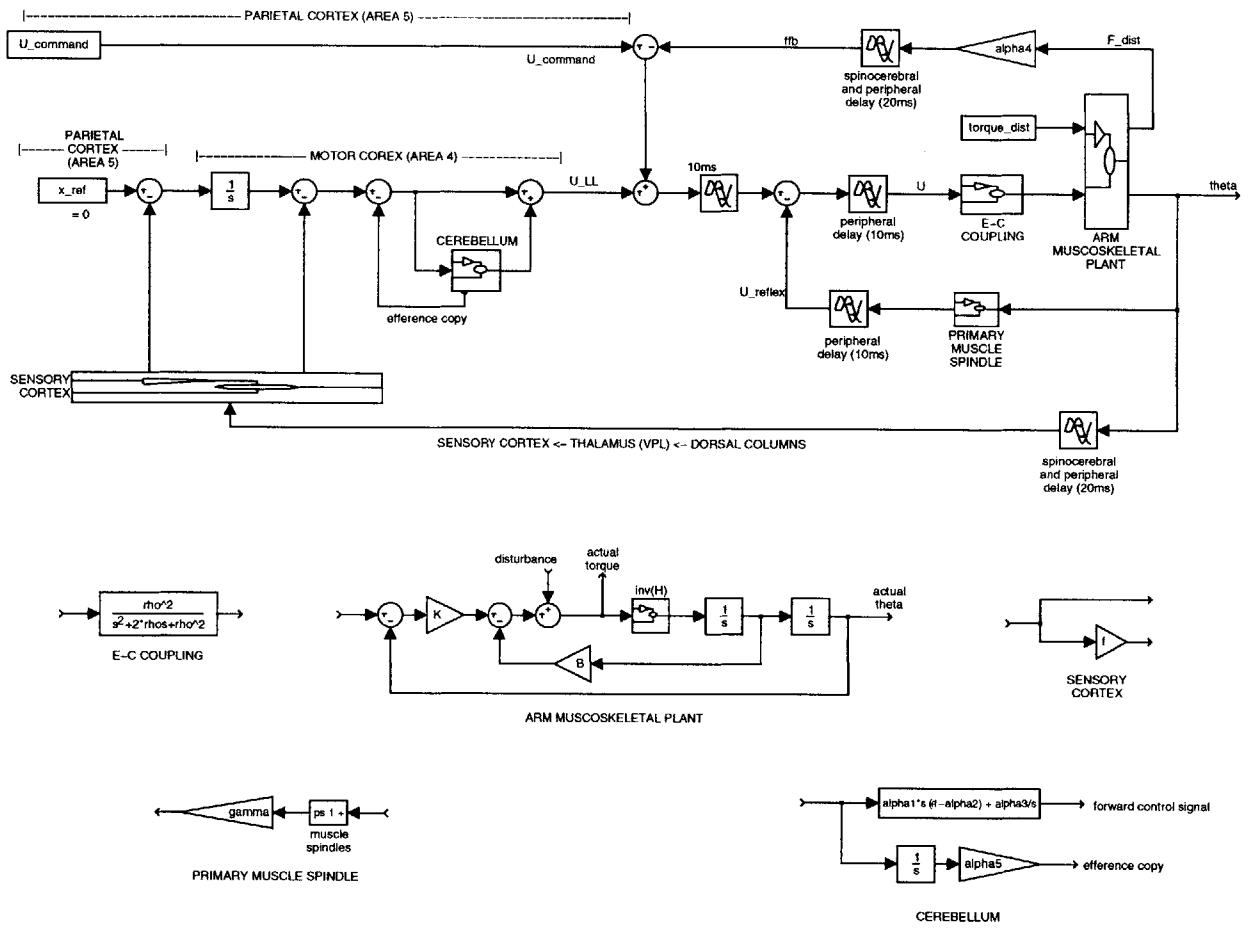 PARIETAL CORTEX (AREA 5)
U_command
U_command
ffb
spinocerebral
and peripheral
delay (20ms)
alpha4
F_dist
torque_dist
PARIETAL
CORTEX
(AREA 5)
MOTOR COREX (AREA 4)
x_ref
= 0
1
s
U_LL
10ms
U
theta
peripheral
delay (10ms)
E-C
COUPLING
ARM
MUSCOSKELETAL
PLANT
CEREBELLUM
efference copy
U_reflex
peripheral
delay (10ms)
PRIMARY
MUSCLE
SPINDLE
SENSORY
CORTEX
SENSORY CORTEX <- THALAMUS (VPL) <- DORSAL COLUMNS
spinocerebral
and peripheral
delay (20ms)
rho^2
s^2+2*rhos+rho^2
E-C COUPLING
disturbance
actual
torque
K
inv(H)
1
s
1
s
actual
theta
B
ARM MUSCOSKELETAL PLANT
f
SENSORY
CORTEX
gamma
ps 1 +
muscle
spindles
PRIMARY MUSCLE SPINDLE
forward control signal
1
s
alpha5
efference copy
CEREBELLUM